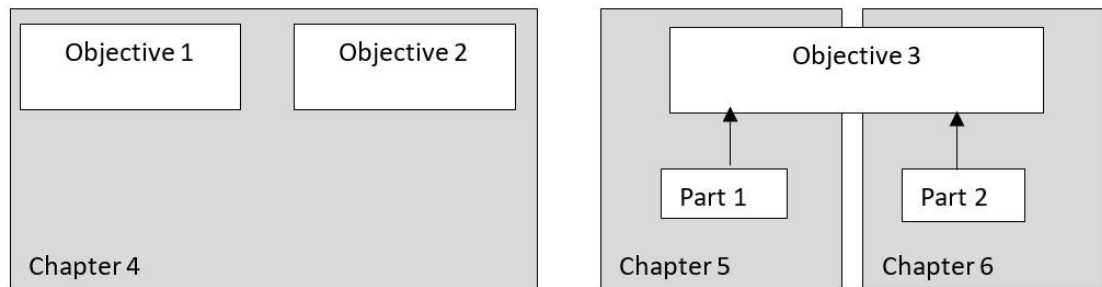 Objective 1
Objective 2
Objective 3
Part 1
Part 2
Chapter 4
Chapter 5
Chapter 6